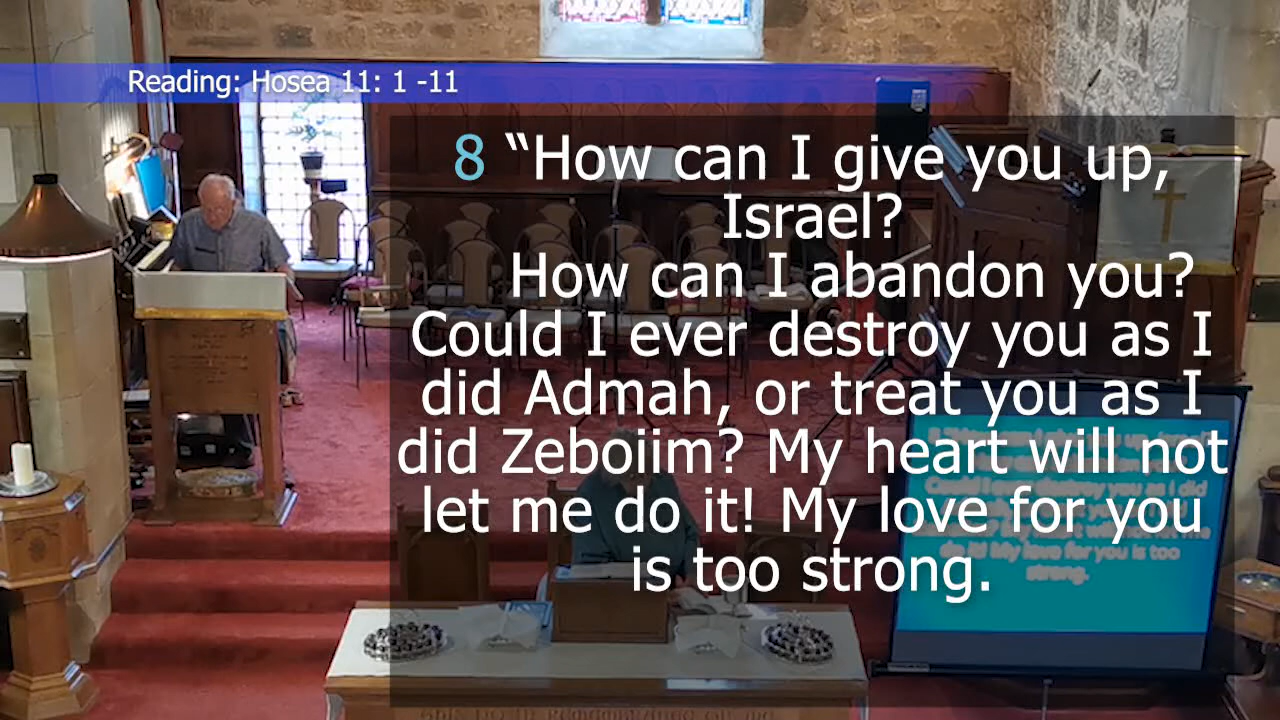 Reading: Hosea 11: 1 -11
8 “How can I give you up,
Israel?
How can I abandon you?
Could I ever destroy you as I
did Admah, or treat you as I
did Zeboiim? My heart will not
let me do it! My love for you
is too strong.